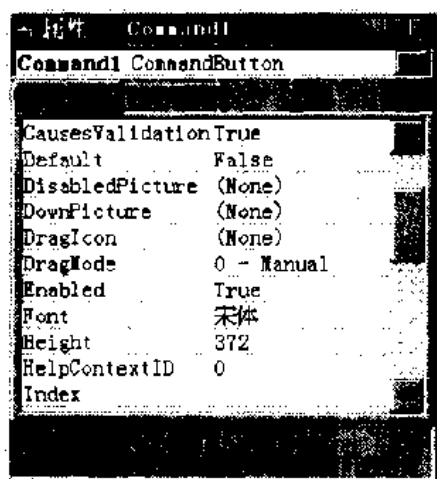 属性 Command1
Command1 CommandButton
CausesValidation True
Default False
DisabledPicture (None)
DownPicture (None)
DragIcon (None)
DragMode 0 - Manual
Enabled True
Font 宋体
Height 372
HelpContextID 0
Index